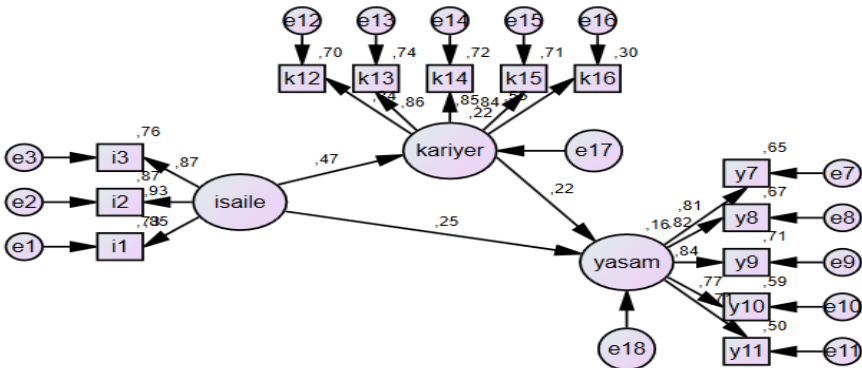 e12 e13 e14 e15 e16
,70 ,74 ,72 ,71 ,30
k12 k13 k14 k15 k16
,86 ,85 ,84
,22
,76 ,47 kariyer e17 ,65
e3 i3 ,87 y7 e7
,87 ,22 ,81 ,67
e2 i2 ,93 isaile ,16 ,82 y8 e8
,85 ,25 ,71
e1 i1 ,84 y9 e9
yasam
,77 ,59
y10 e10
,50
e18 y11 e11